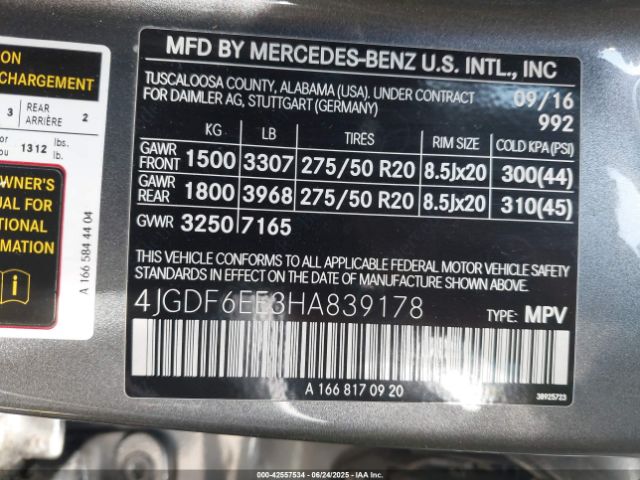 ON
CHARGEMENT
3 REAR ARRIÈRE 2
or
ou 1312 lbs. lb.
OWNER'S
UAL FOR
TIONAL
RMATION
A 166 584 44 04
MFD BY MERCEDES-BENZ U.S. INTL., INC
TUSCALOOSA COUNTY, ALABAMA (USA). UNDER CONTRACT
FOR DAIMLER AG, STUTTGART (GERMANY)
09/16
992
KG LB TIRES RIM SIZE COLD KPA (PSI)
GAWR FRONT 1500 3307 275/50 R20 8.5Jx20 300(44)
GAWR REAR 1800 3968 275/50 R20 8.5Jx20 310(45)
GVWR 3250 7165
THIS VEHICLE CONFORMS TO ALL APPLICABLE FEDERAL MOTOR VEHICLE SAFETY
STANDARDS IN EFFECT ON THE DATE OF MANUFACTURE SHOWN ABOVE.
4JGDF6EE3HA839178 TYPE: MPV
A 166 817 09 20
38925723
000-42557534 - 06/24/2025 - IAA Inc.